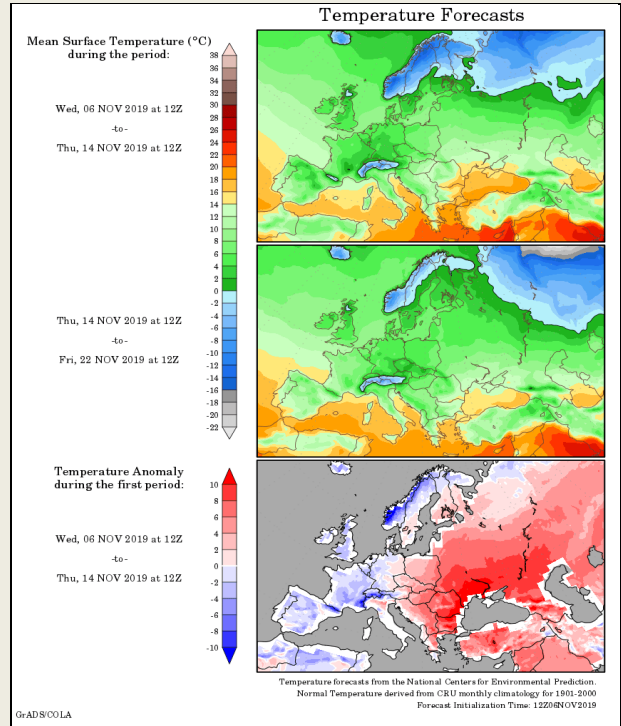 Temperature Forecasts
Mean Surface Temperature (°C)
during the period:
38
36
34
32
30
28
26
24
22
20
18
16
14
12
10
8
6
4
2
0
-2
-4
-6
-8
-10
-12
-14
-16
-18
-20
-22
Wed, 06 NOV 2019 at 12Z
-to-
Thu, 14 NOV 2019 at 12Z
Thu, 14 NOV 2019 at 12Z
-to-
Fri, 22 NOV 2019 at 12Z
Temperature Anomaly
during the first period:
10
8
6
4
2
0
-2
-4
-6
-8
-10
Wed, 06 NOV 2019 at 12Z
-to-
Thu, 14 NOV 2019 at 12Z
Temperature forecasts from the National Centers for Environmental Prediction.
Normal Temperature derived from CRU monthly climatology for 1901-2000
Forecast Initialization Time: 12Z06NOV2019
GrADS/COLA